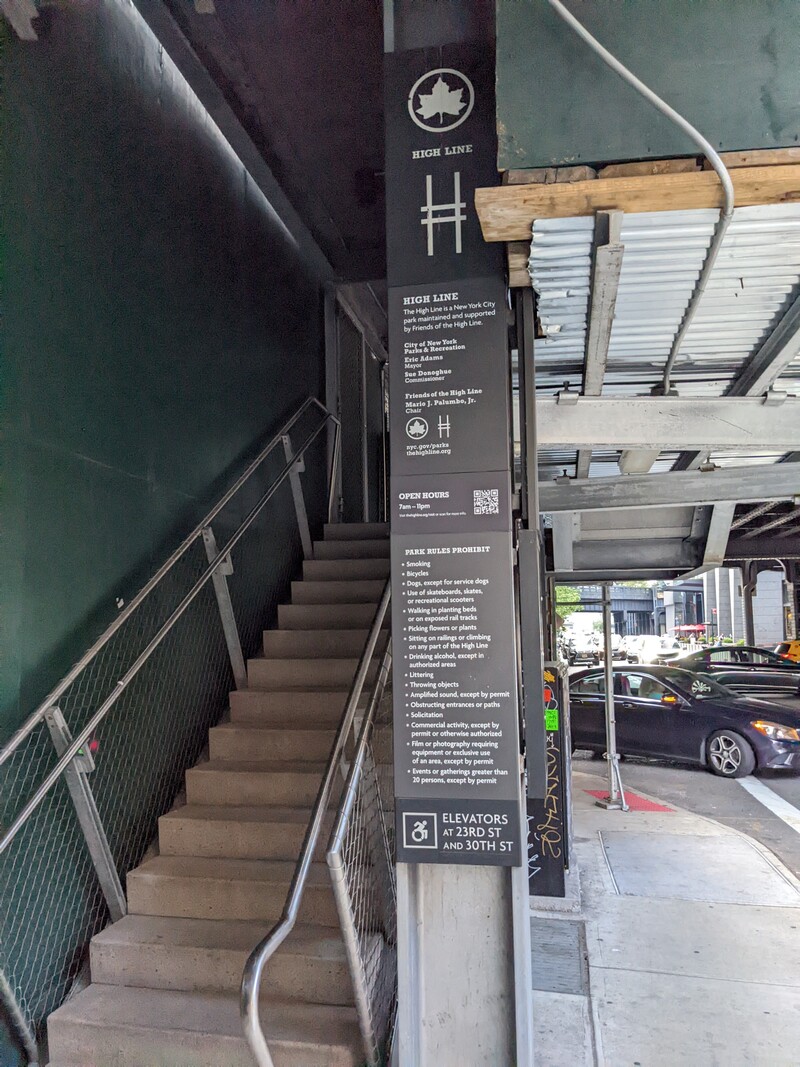 HIGH LINE
HIGH LINE
The High Line is a New York City
park maintained and supported
by Friends of the High Line.
City of New York
Parks & Recreation
Eric Adams
Mayor
Sue Donoghue
Commissioner
Friends of the High Line
Mario J. Palumbo, Jr.
Chair
nyc.gov/parks
thehighline.org
OPEN HOURS
7am – 11pm
PARK RULES PROHIBIT
• Smoking
• Bicycles
• Dogs, except for service dogs
• Use of skateboards, skates,
or recreational scooters
• Walking in planting beds
or on exposed rail tracks
• Picking flowers or plants
• Sitting on railings or climbing
on any part of the High Line
• Drinking alcohol, except in
authorized areas
• Littering
• Throwing objects
• Amplified sound, except by permit
• Obstructing entrances or paths
• Solicitation
• Commercial activity, except by
permit or otherwise authorized
• Film or photography requiring
equipment or exclusive use
of an area, except by permit
• Events or gatherings greater than
20 persons, except by permit
ELEVATORS
AT 23RD ST
AND 30TH ST